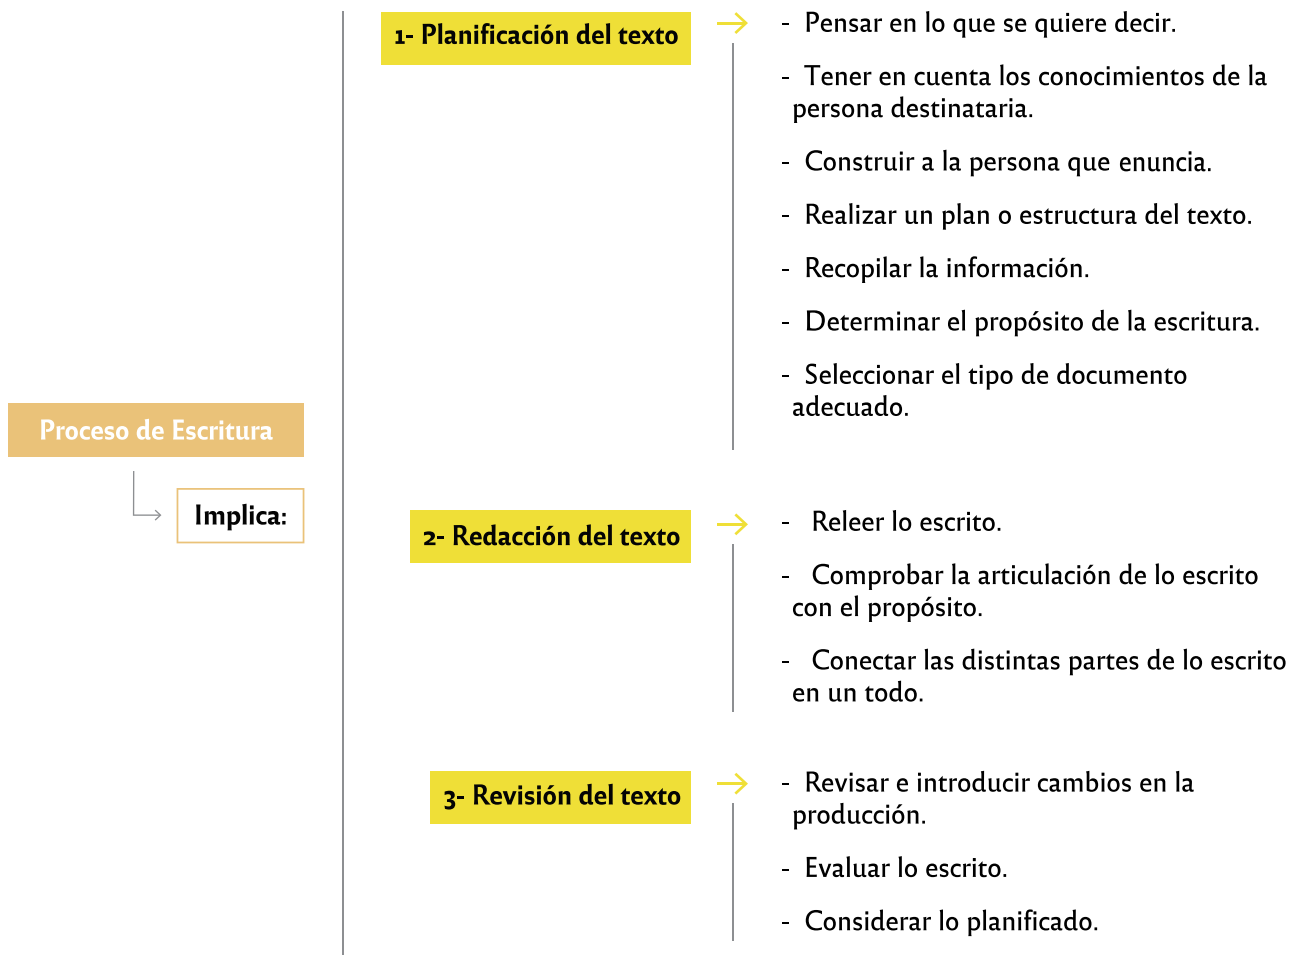 Proceso de Escritura
Implica:
1- Planificación del texto
- Pensar en lo que se quiere decir.
- Tener en cuenta los conocimientos de la
persona destinataria.
- Construir a la persona que enuncia.
- Realizar un plan o estructura del texto.
- Recopilar la información.
- Determinar el propósito de la escritura.
- Seleccionar el tipo de documento
adecuado.
2- Redacción del texto
- Releer lo escrito.
- Comprobar la articulación de lo escrito
con el propósito.
- Conectar las distintas partes de lo escrito
en un todo.
3- Revisión del texto
- Revisar e introducir cambios en la
producción.
- Evaluar lo escrito.
- Considerar lo planificado.